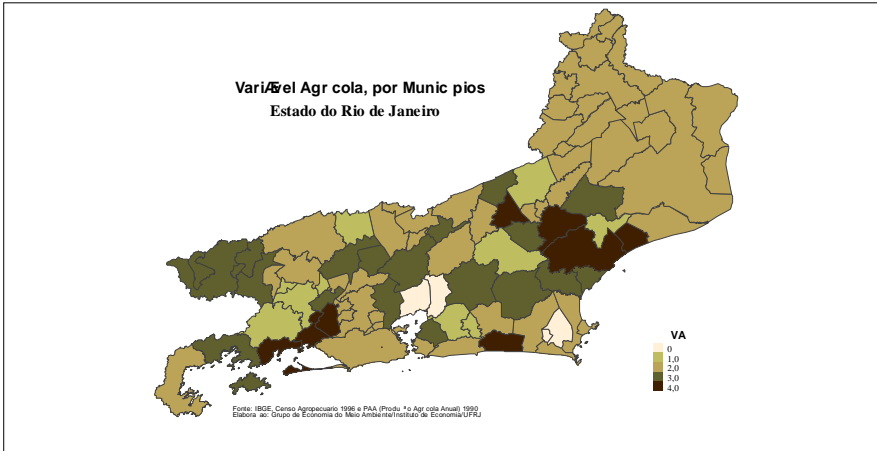 VariÆvel Agr cola, por Munic pios
Estado do Rio de Janeiro
VA
0
1,0
2,0
3,0
4,0
Fonte: IBGE, Censo Agropecuario 1996 e PAA (Produ ªo Agr cola Anual) 1990
Elabora ao: Grupo de Economia do Meio Ambiente/Instituto de Economia/UFRJ